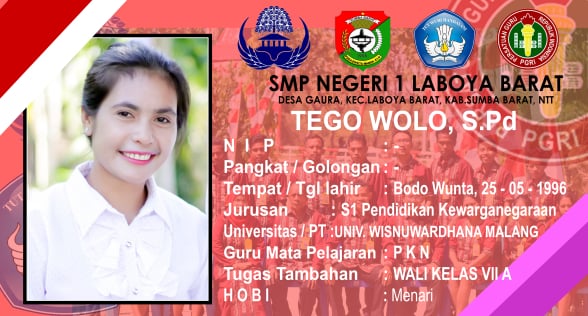 SMP NEGERI 1 LABOYA BARAT
DESA GAURA, KEC.LABOYA BARAT, KAB.SUMBA BARAT, NTT
TEGO WOLO, S.Pd
N I P : -
Pangkat / Golongan : -
Tempat / Tgl lahir : Bodo Wunta, 25 - 05 - 1996
Jurusan : S1 Pendidikan Kewarganegaraan
Universitas / PT :UNIV. WISNUWARDHANA MALANG
Guru Mata Pelajaran : P K N
Tugas Tambahan : WALI KELAS VII A
H O B I : Menari